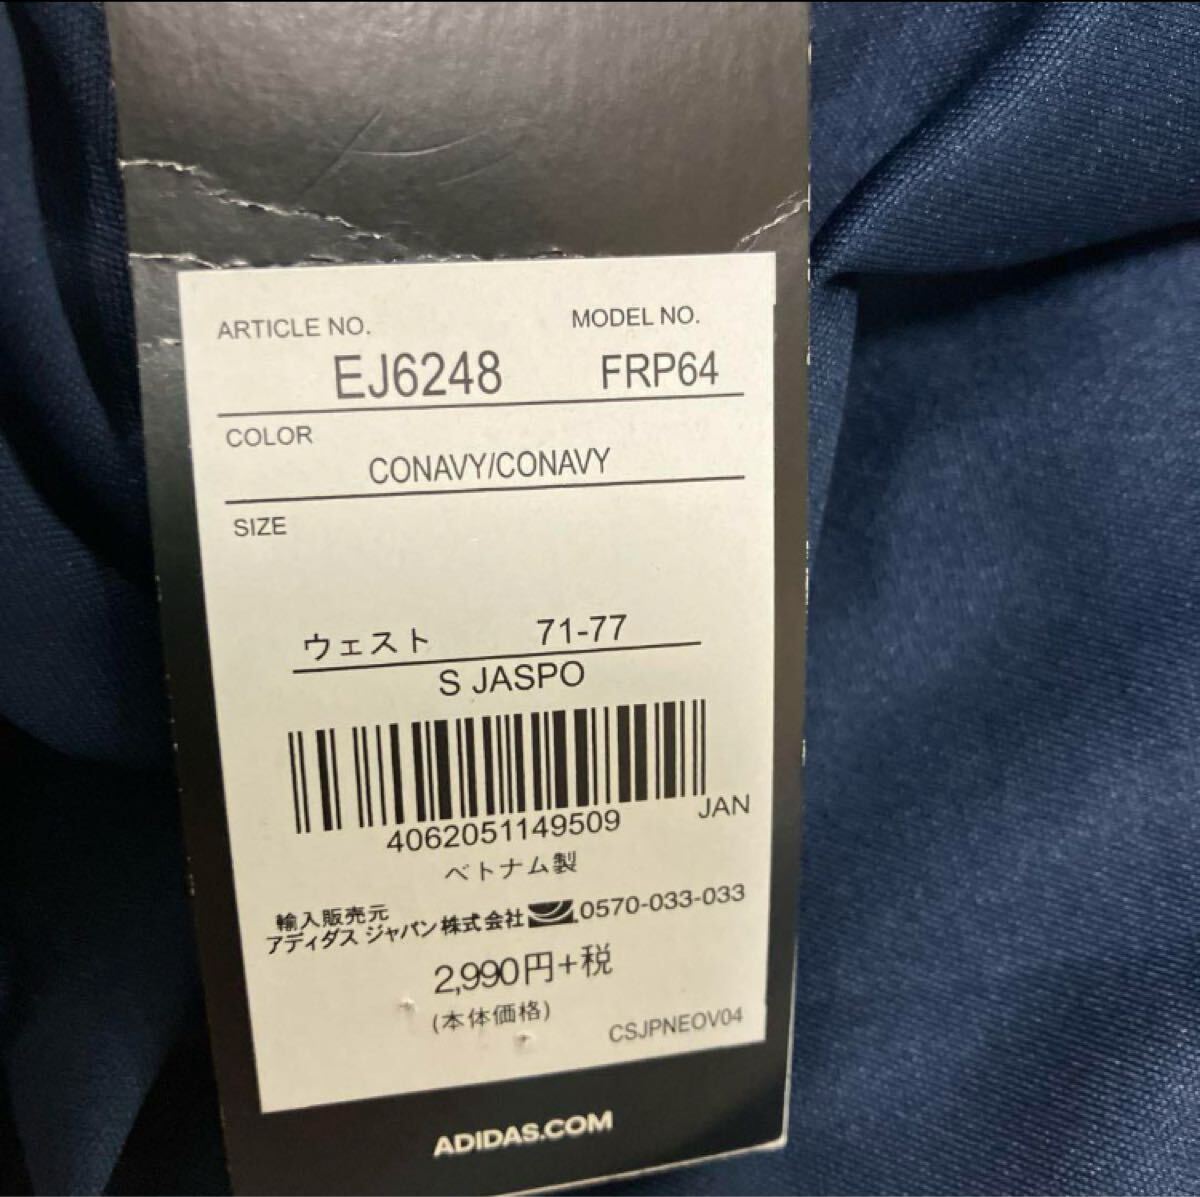 ARTICLE NO. MODEL NO.
EJ6248 FRP64
COLOR
CONAVY/CONAVY
SIZE
ウェスト 71-77
S JASPO
4062051149509 JAN
ベトナム製
輸入販売元
アディダス ジャパン株式会社 0570-033-033
2,990円+税
(本体価格)
CSJPNEOV04
ADIDAS.COM